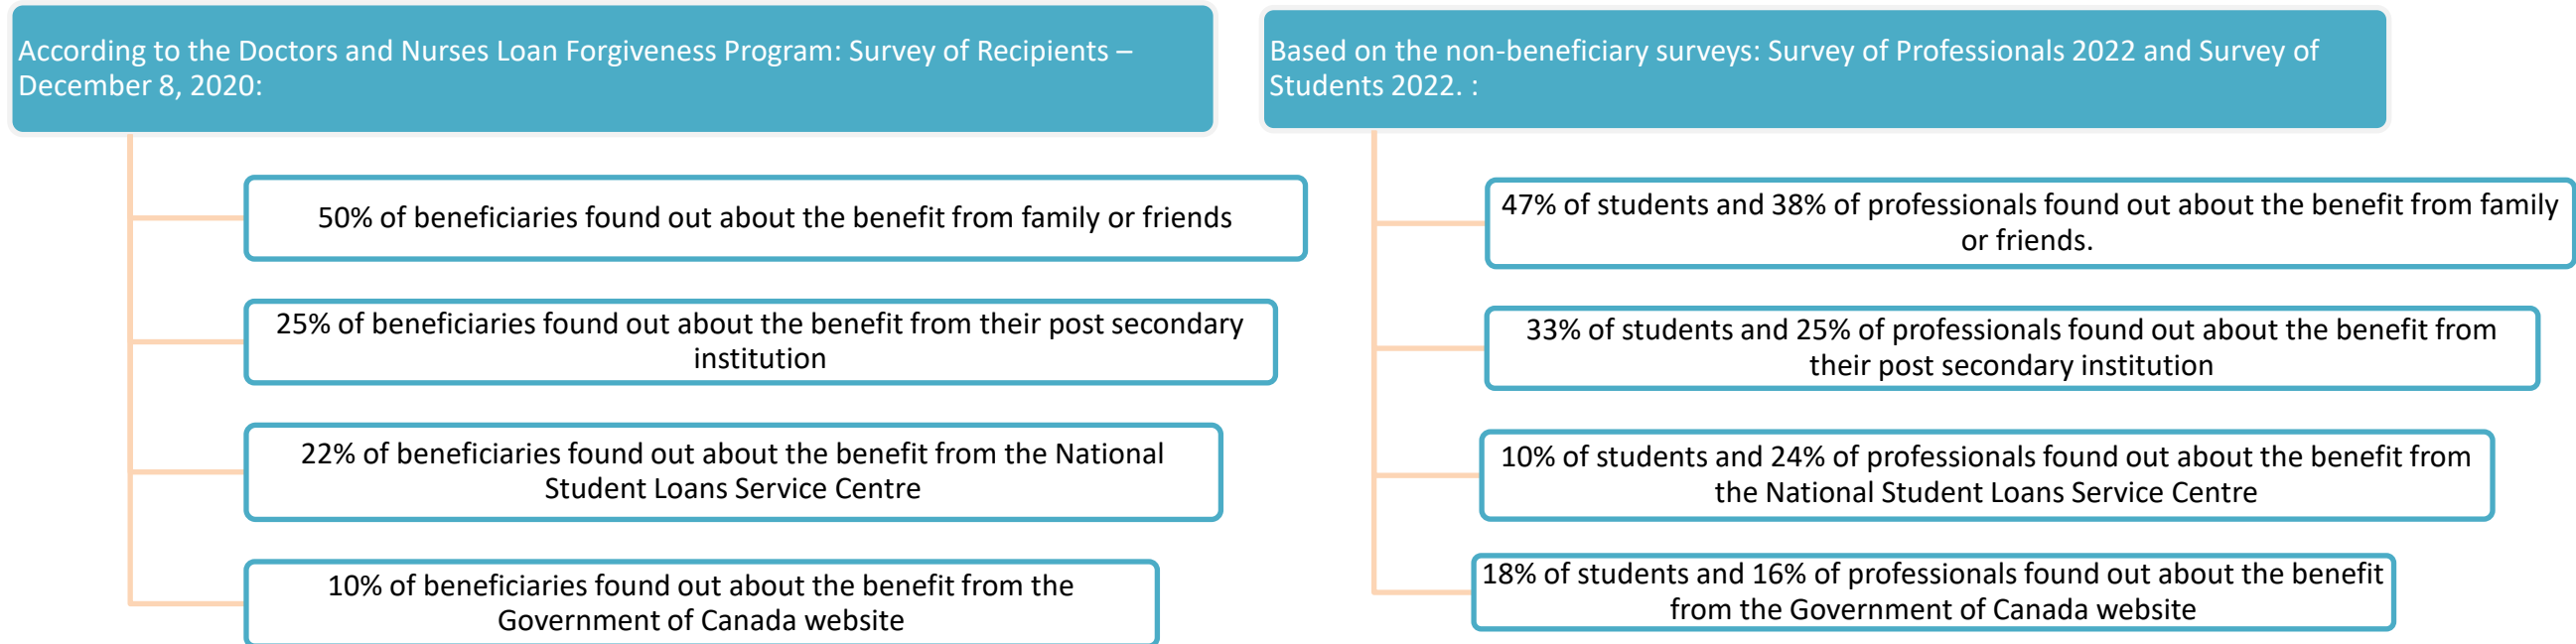 According to the Doctors and Nurses Loan Forgiveness Program: Survey of Recipients –
December 8, 2020:
50% of beneficiaries found out about the benefit from family or friends
25% of beneficiaries found out about the benefit from their post secondary
institution
22% of beneficiaries found out about the benefit from the National
Student Loans Service Centre
10% of beneficiaries found out about the benefit from the
Government of Canada website
Based on the non-beneficiary surveys: Survey of Professionals 2022 and Survey of
Students 2022. :
47% of students and 38% of professionals found out about the benefit from family
or friends.
33% of students and 25% of professionals found out about the benefit from
their post secondary institution
10% of students and 24% of professionals found out about the benefit from
the National Student Loans Service Centre
18% of students and 16% of professionals found out about the benefit
from the Government of Canada website